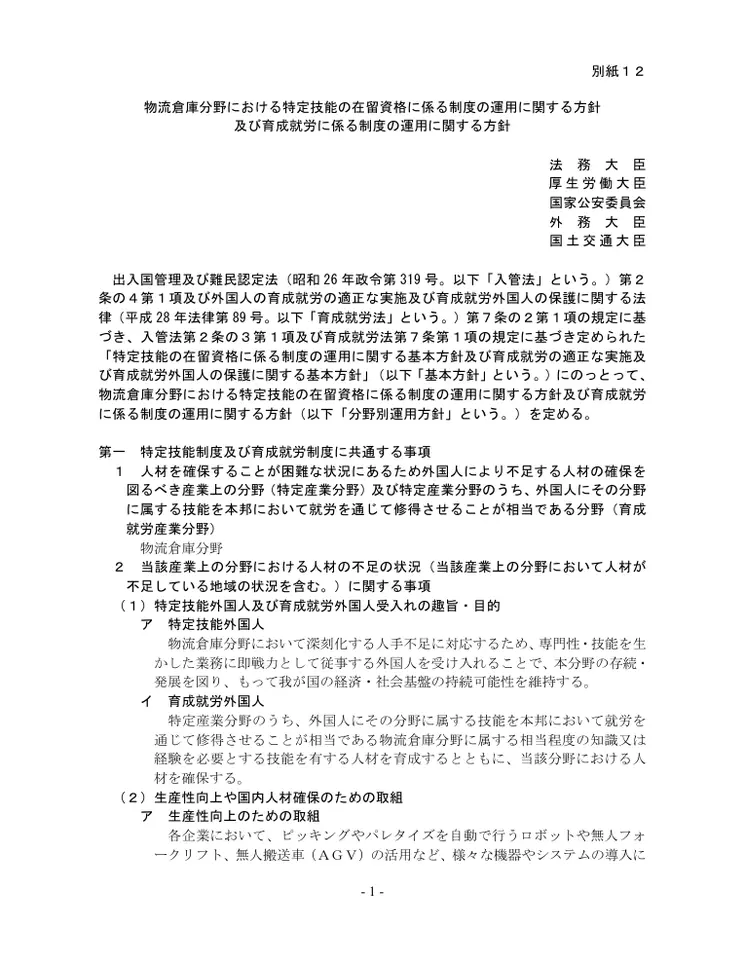 別紙１２
物流倉庫分野における特定技能の在留資格に係る制度の運用に関する方針
及び育成就労に係る制度の運用に関する方針
法務大臣
厚生労働大臣
国家公安委員会
外務大臣
国土交通大臣
出入国管理及び難民認定法（昭和 26 年政令第 319 号。以下「入管法」という。）第２
条の４第１項及び外国人の育成就労の適正な実施及び育成就労外国人の保護に関する法
律（平成 28 年法律第 89 号。以下「育成就労法」という。）第７条の２第１項の規定に基
づき、入管法第２条の３第１項及び育成就労法第７条第１項の規定に基づき定められた
「特定技能の在留資格に係る制度の運用に関する基本方針及び育成就労の適正な実施及
び育成就労外国人の保護に関する基本方針」（以下「基本方針」という。）にのっとって、
物流倉庫分野における特定技能の在留資格に係る制度の運用に関する方針及び育成就労
に係る制度の運用に関する方針（以下「分野別運用方針」という。）を定める。
第一　特定技能制度及び育成就労制度に共通する事項
１　人材を確保することが困難な状況にあるため外国人により不足する人材の確保を
図るべき産業上の分野（特定産業分野）及び特定産業分野のうち、外国人にその分野
に属する技能を本邦において就労を通じて修得させることが相当である分野（育成
就労産業分野）
物流倉庫分野
２　当該産業上の分野における人材の不足の状況（当該産業上の分野において人材が
不足している地域の状況を含む。）に関する事項
（１）特定技能外国人及び育成就労外国人受入れの趣旨・目的
ア　特定技能外国人
物流倉庫分野において深刻化する人手不足に対応するため、専門性・技能を生
かした業務に即戦力として従事する外国人を受け入れることで、本分野の存続・
発展を図り、もって我が国の経済・社会基盤の持続可能性を維持する。
イ　育成就労外国人
特定産業分野のうち、外国人にその分野に属する技能を本邦において就労を
通じて修得させることが相当である物流倉庫分野に属する相当程度の知識又は
経験を必要とする技能を有する人材を育成するとともに、当該分野における人
材を確保する。
（２）生産性向上や国内人材確保のための取組
ア　生産性向上のための取組
各企業において、ピッキングやパレタイズを自動で行うロボットや無人フォ
ークリフト、無人搬送車（ＡＧＶ）の活用など、様々な機器やシステムの導入に
- 1 -